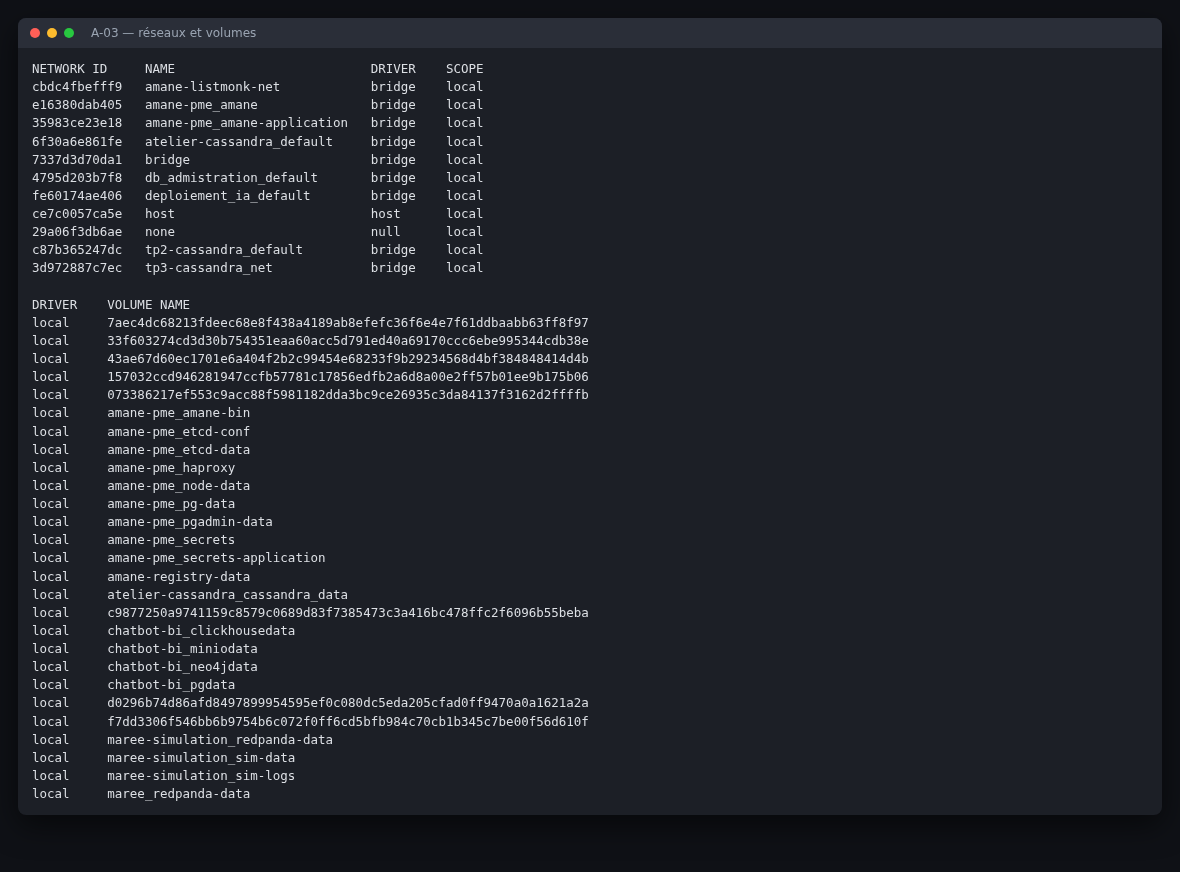 A-03 — réseaux et volumes
NETWORK ID     NAME                          DRIVER    SCOPE
cbdc4fbefff9   amane-listmonk-net            bridge    local
e16380dab405   amane-pme_amane               bridge    local
35983ce23e18   amane-pme_amane-application   bridge    local
6f30a6e861fe   atelier-cassandra_default     bridge    local
7337d3d70da1   bridge                        bridge    local
4795d203b7f8   db_admistration_default       bridge    local
fe60174ae406   deploiement_ia_default        bridge    local
ce7c0057ca5e   host                          host      local
29a06f3db6ae   none                          null      local
c87b365247dc   tp2-cassandra_default         bridge    local
3d972887c7ec   tp3-cassandra_net             bridge    local
DRIVER    VOLUME NAME
local     7aec4dc68213fdeec68e8f438a4189ab8efefc36f6e4e7f61ddbaabb63ff8f97
local     33f603274cd3d30b754351eaa60acc5d791ed40a69170ccc6ebe995344cdb38e
local     43ae67d60ec1701e6a404f2b2c99454e68233f9b29234568d4bf384848414d4b
local     157032ccd946281947ccfb57781c17856edfb2a6d8a00e2ff57b01ee9b175b06
local     073386217ef553c9acc88f5981182dda3bc9ce26935c3da84137f3162d2ffffb
local     amane-pme_amane-bin
local     amane-pme_etcd-conf
local     amane-pme_etcd-data
local     amane-pme_haproxy
local     amane-pme_node-data
local     amane-pme_pg-data
local     amane-pme_pgadmin-data
local     amane-pme_secrets
local     amane-pme_secrets-application
local     amane-registry-data
local     atelier-cassandra_cassandra_data
local     c9877250a9741159c8579c0689d83f7385473c3a416bc478ffc2f6096b55beba
local     chatbot-bi_clickhousedata
local     chatbot-bi_miniodata
local     chatbot-bi_neo4jdata
local     chatbot-bi_pgdata
local     d0296b74d86afd8497899954595ef0c080dc5eda205cfad0ff9470a0a1621a2a
local     f7dd3306f546bb6b9754b6c072f0ff6cd5bfb984c70cb1b345c7be00f56d610f
local     maree-simulation_redpanda-data
local     maree-simulation_sim-data
local     maree-simulation_sim-logs
local     maree_redpanda-data